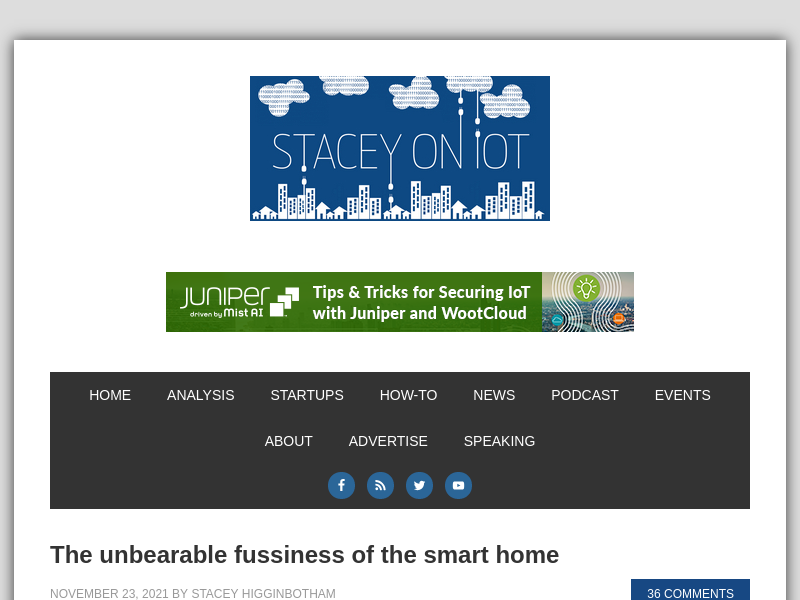 STACEY ON IOT
JUNIPER
driven by Mist AI
Tips & Tricks for Securing IoT
with Juniper and WootCloud
HOME ANALYSIS STARTUPS HOW-TO NEWS PODCAST EVENTS
ABOUT ADVERTISE SPEAKING
The unbearable fussiness of the smart home
NOVEMBER 23, 2021 BY STACEY HIGGINBOTHAM
36 COMMENTS